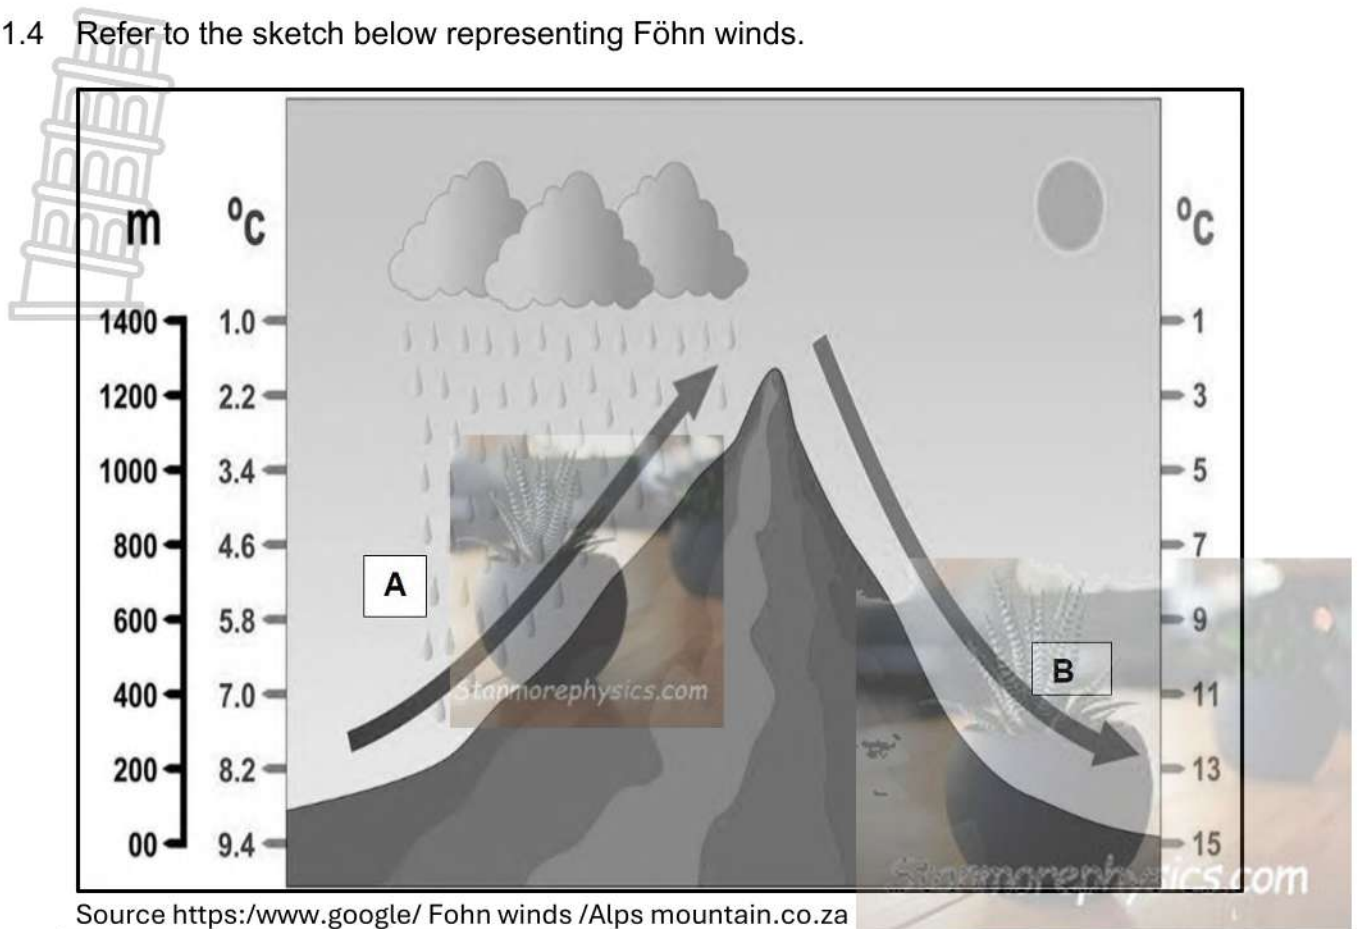 1.4 Refer to the sketch below representing Föhn winds.
m °C °C
1400 1.0 1
1200 2.2 3
1000 3.4 5
800 4.6 7
A
600 5.8 9
B
400 7.0 11
Stanmorephysics.com
200 8.2 13
00 9.4 15
Stanmorephysics.com
Source https:/www.google/ Fohn winds /Alps mountain.co.za